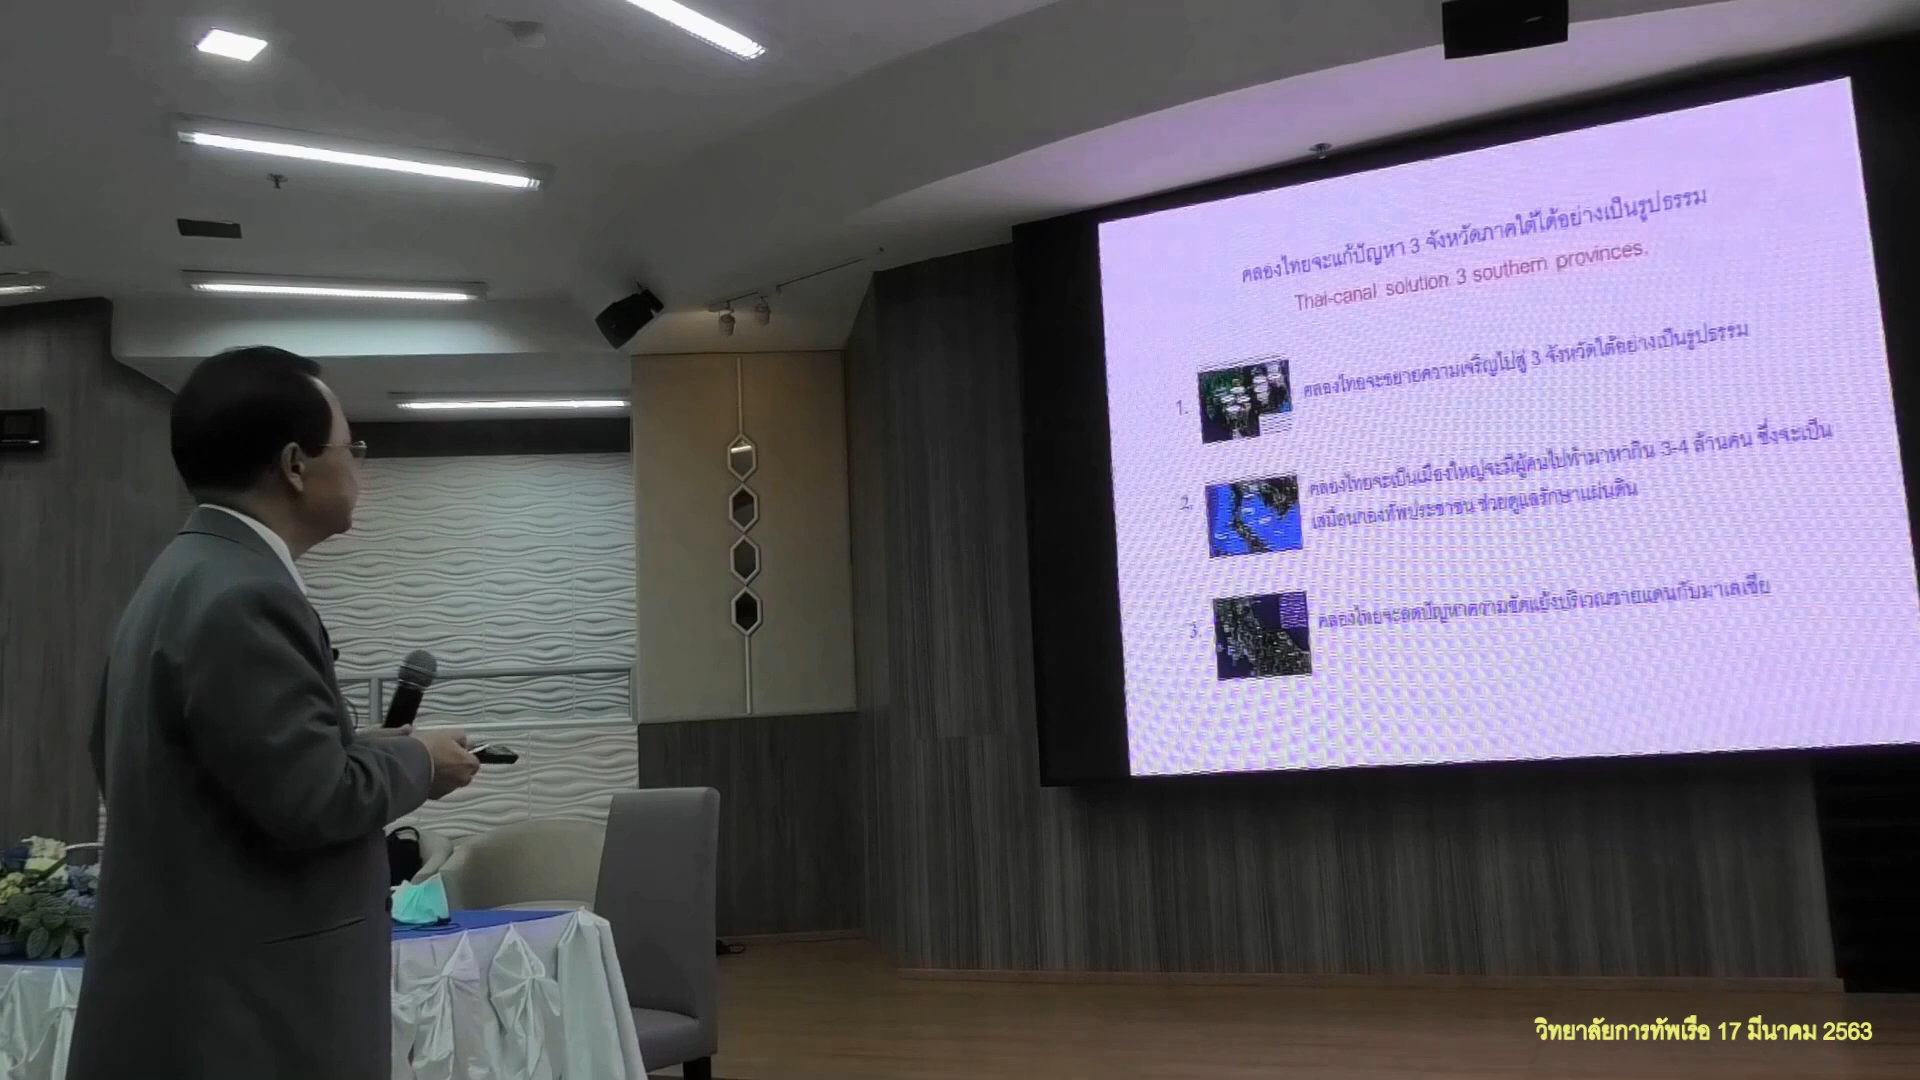 คลองไทยจะแก้ปัญหา 3 จังหวัดภาคใต้ได้อย่างเป็นรูปธรรม
Thai-canal solution 3 southern provinces.
1. คลองไทยจะขยายความเจริญไปสู่ 3 จังหวัดใต้อย่างเป็นรูปธรรม
2. คลองไทยจะเป็นเมืองใหญ่จะมีผู้คนไปทำมาหากิน 3-4 ล้านคน ซึ่งจะเป็น
เสมือนกองทัพประชาชน ช่วยดูแลรักษาแผ่นดิน
3. คลองไทยจะลดปัญหาความขัดแย้งบริเวณชายแดนกับมาเลเซีย
วิทยาลัยการทัพเรือ 17 มีนาคม 2563